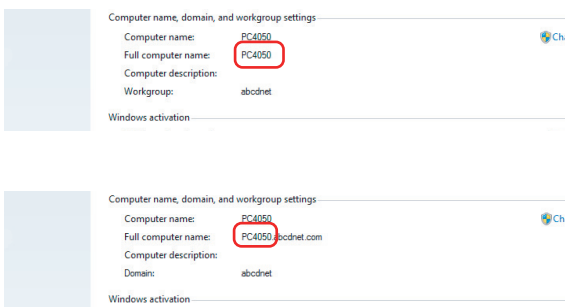 Computer name, domain, and workgroup settings
Computer name: PC4050
Full computer name: PC4050
Computer description:
Workgroup: abcdnet
Windows activation
Computer name, domain, and workgroup settings
Computer name: PC4050
Full computer name: PC4050.abcdnet.com
Computer description:
Domain: abcdnet
Windows activation